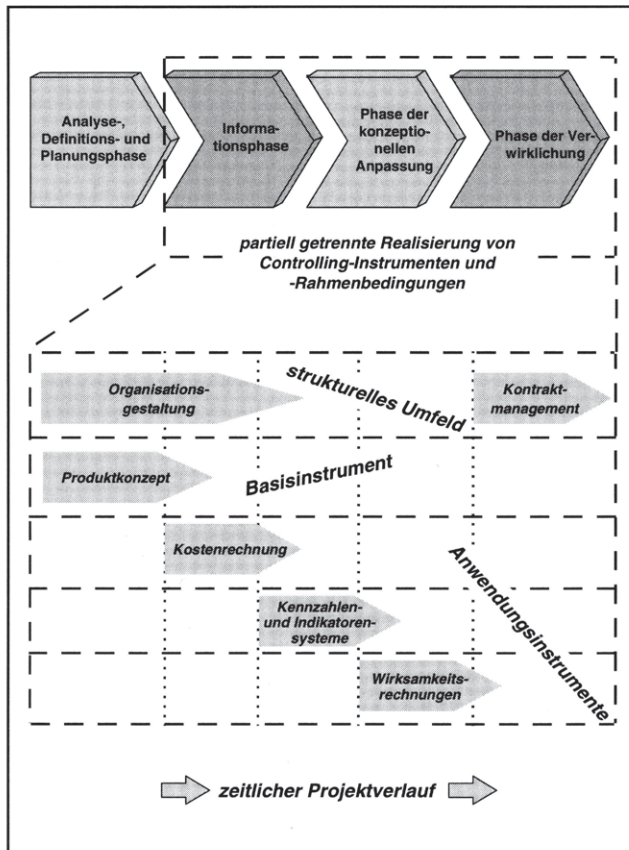 Analyse-,
Definitions- und
Planungsphase
Informa-
tionsphase
Phase der
konzeptio-
nellen
Anpassung
Phase der Ver-
wirklichung
partiell getrennte Realisierung von
Controlling-Instrumenten und
-Rahmenbedingungen
Organisations-
gestaltung
strukturelles Umfeld
Kontrakt-
management
Produktkonzept
Basisinstrument
Kostenrechnung
Anwendungsinstrumente
Kennzahlen-
und Indikatoren-
systeme
Wirksamkeits-
rechnungen
zeitlicher Projektverlauf